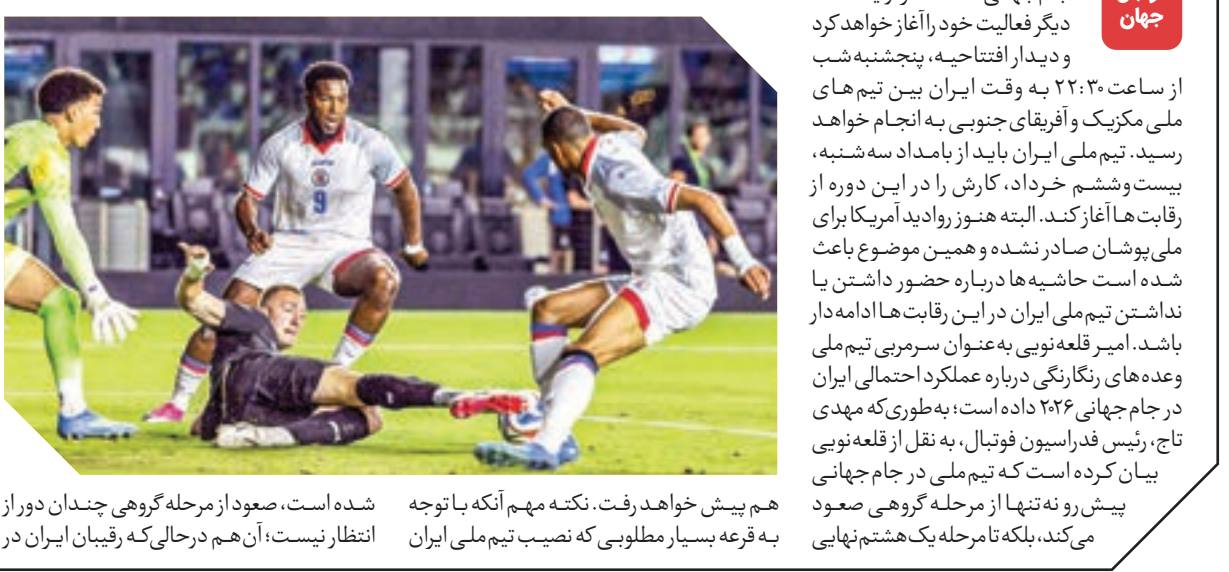 جهان
دیگر فعالیت خود را آغاز خواهد کرد
و دیدار افتتاحیه، پنجشنبه‌شب
از ساعت ۲۲:۳۰ به وقت ایران بین تیم‌های
ملی مکزیک و آفریقای جنوبی به انجام خواهد
رسید. تیم‌ملی ایران باید از بامداد سه‌شنبه،
بیست‌وششم خرداد، کارش را در این دوره از
رقابت‌ها آغاز کند. البته هنوز روادید آمریکا برای
ملی‌پوشان صادر نشده و همین موضوع باعث
شده است حاشیه‌ها درباره حضور داشتن یا
نداشتن تیم‌ملی ایران در این رقابت‌ها ادامه‌دار
باشد. امیر قلعه‌نویی به‌عنوان سرمربی تیم‌ملی
وعده‌های رنگارنگی درباره عملکرد احتمالی ایران
در جام‌جهانی ۲۰۲۶ داده است؛ به‌طوری‌که مهدی
تاج، رئیس فدراسیون فوتبال، به نقل از قلعه‌نویی
بیان کرده است که تیم‌ملی در جام جهانی
پیش‌رو نه‌تنها از مرحله گروهی صعود
می‌کند، بلکه تا مرحله یک‌هشتم‌نهایی
هم پیش خواهد رفت. نکته مهم آنکه با توجه
به قرعه بسیار مطلوبی که نصیب تیم‌ملی ایران
شده است، صعود از مرحله گروهی چندان دور از
انتظار نیست؛ آن‌هم درحالی‌که رقیبان ایران در
9